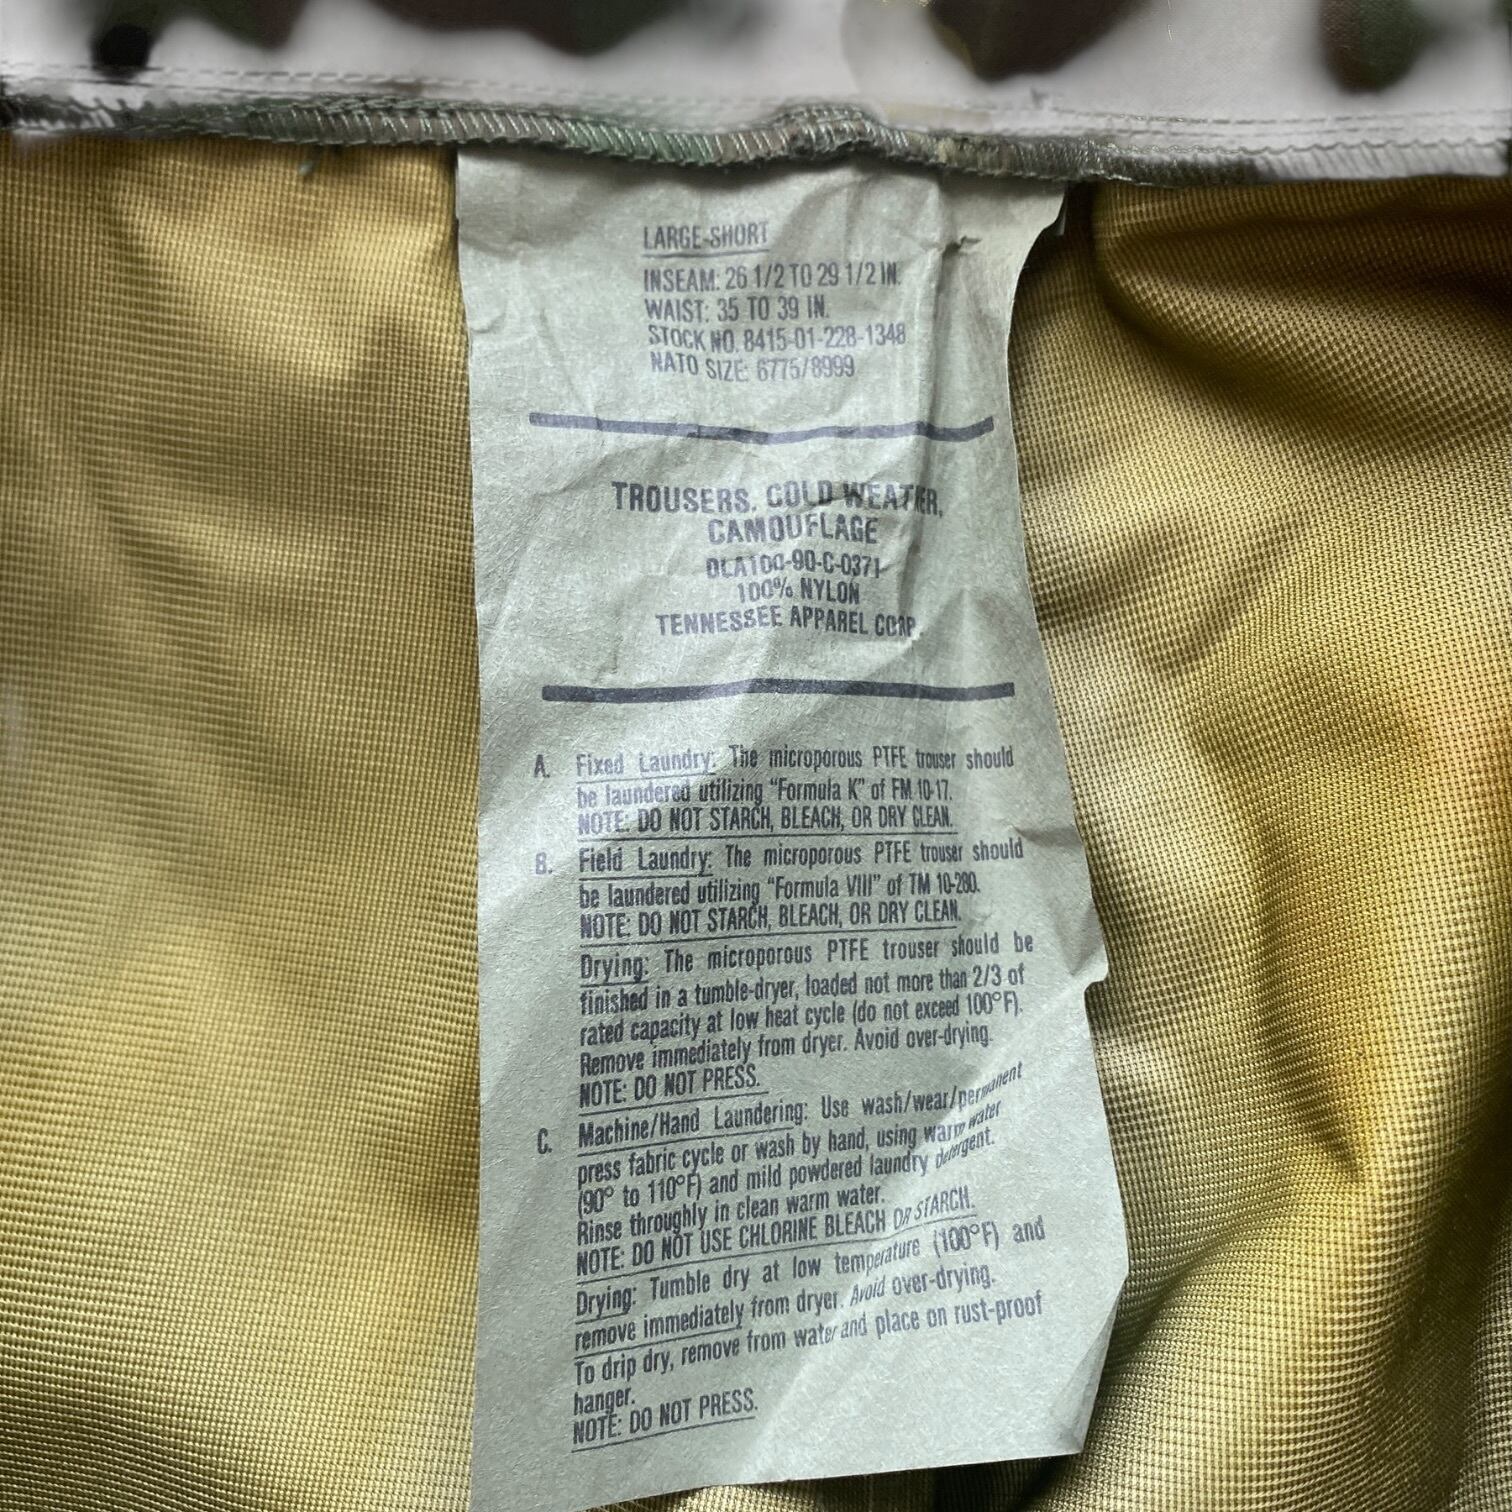 LARGE-SHORT
INSEAM: 26 1/2 TO 29 1/2 IN.
WAIST: 35 TO 39 IN.
STOCK NO. 8415-01-228-1348
NATO SIZE: 6775/8999
TROUSERS, COLD WEATHER,
CAMOUFLAGE
DLA100-90-C-0371
100% NYLON
TENNESSEE APPAREL CORP.
A. Fixed Laundry: The microporous PTFE trouser should
be laundered utilizing "Formula K" of FM 10-17.
NOTE: DO NOT STARCH, BLEACH, OR DRY CLEAN.
B. Field Laundry: The microporous PTFE trouser should
be laundered utilizing "Formula VIII" of TM 10-280.
NOTE: DO NOT STARCH, BLEACH, OR DRY CLEAN.
Drying: The microporous PTFE trouser should be
finished in a tumble-dryer, loaded not more than 2/3 of
rated capacity at low heat cycle (do not exceed 100°F).
Remove immediately from dryer. Avoid over-drying.
NOTE: DO NOT PRESS.
C. Machine/Hand Laundering: Use wash/wear/permanent
press fabric cycle or wash by hand, using warm water
(90° to 110°F) and mild powdered laundry detergent.
Rinse throughly in clean warm water.
NOTE: DO NOT USE CHLORINE BLEACH OR STARCH.
Drying: Tumble dry at low temperature (100°F) and
remove immediately from dryer. Avoid over-drying.
To drip dry, remove from water and place on rust-proof
hanger.
NOTE: DO NOT PRESS.